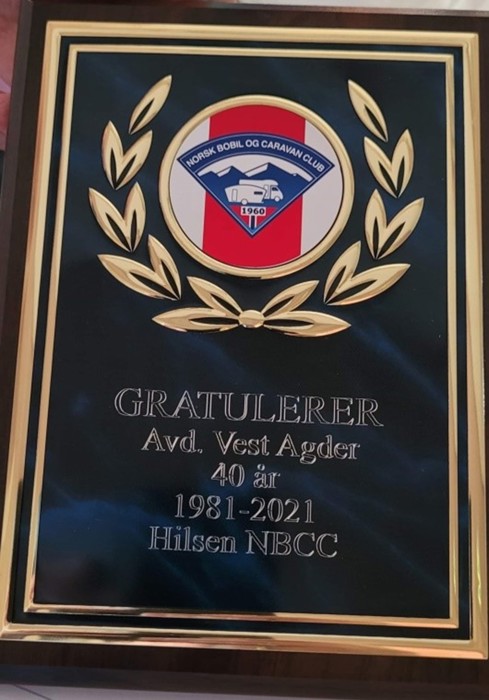 NORSK BOBIL OG CARAVAN CLUB
1960
GRATULERER
Avd. Vest Agder
40 år
1981-2021
Hilsen NBCC